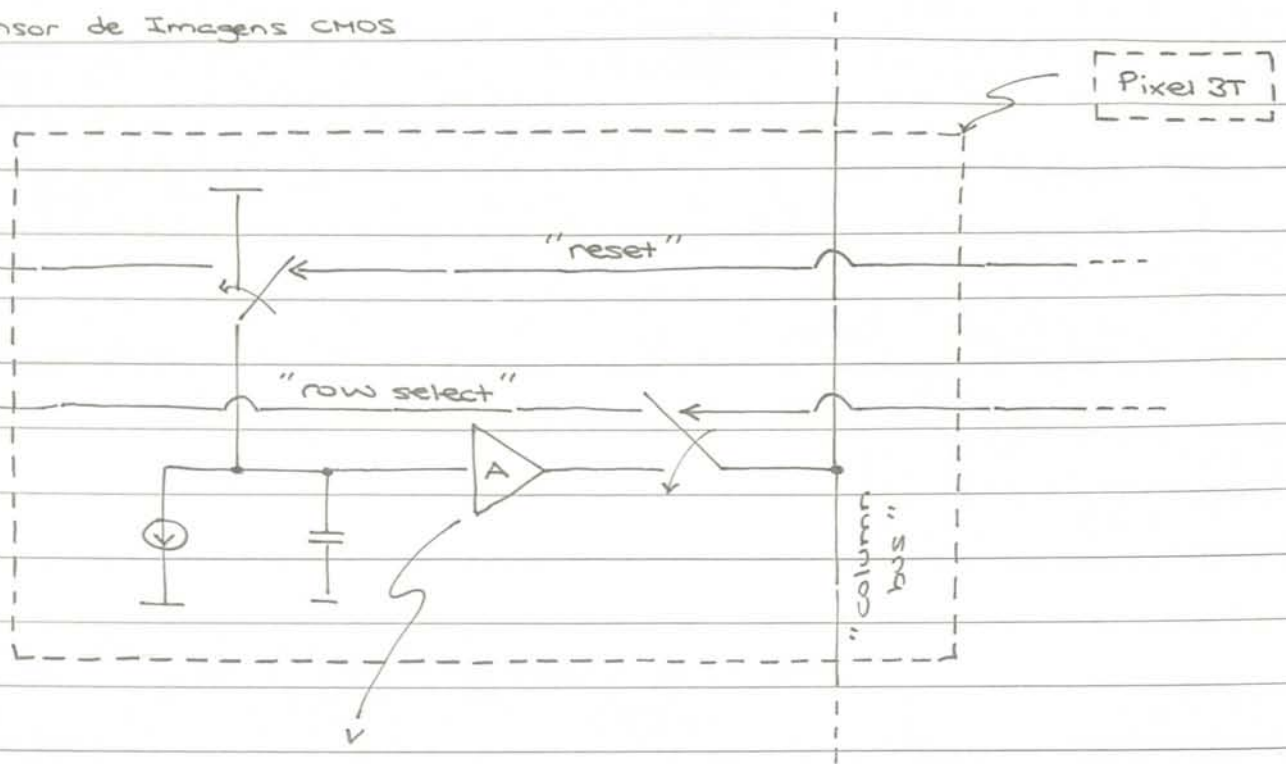 nsor de Imagens CMOS
Pixel 3T
"reset"
"row select"
A
"column
bus"